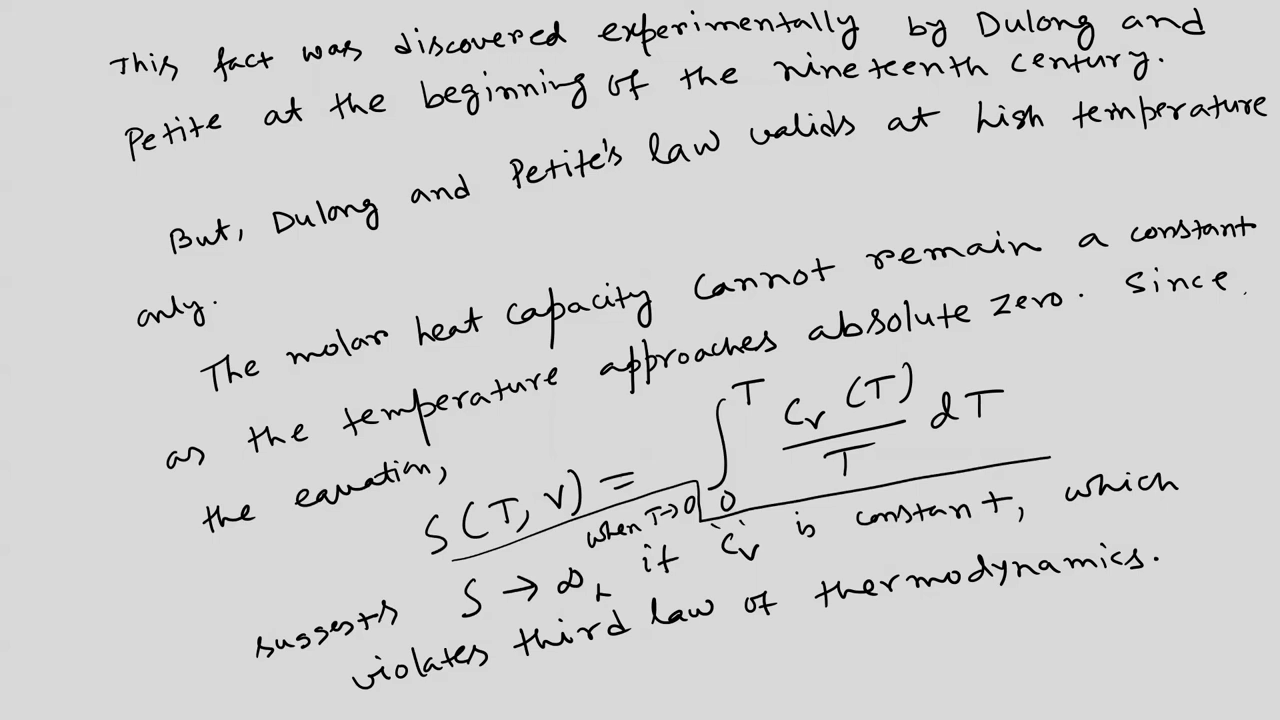 This fact was discovered experimentally by Dulong and
Petite at the beginning of the nineteenth century.
But, Dulong and Petite's law valids at high temperature
only.
The molar heat capacity cannot remain a constant
as the temperature approaches absolute zero. Since
the equation,
S(T, V) = ∫₀ᵀ Cᵥ(T)/T dT
when T→0
suggests S → ∞, if 'Cᵥ' is constant, which
violates third law of thermodynamics.